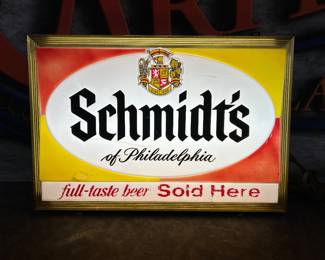 Schmidt's
of Philadelphia
full-taste beer Sold Here